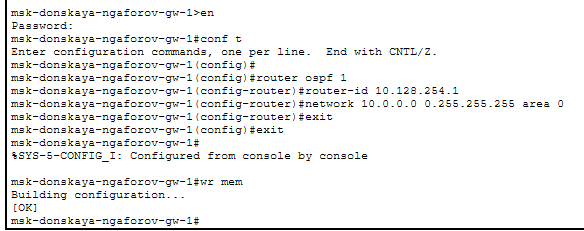 msk-donskaya-ngaforov-gw-1>en
Password:
msk-donskaya-ngaforov-gw-1#conf t
Enter configuration commands, one per line.  End with CNTL/Z.
msk-donskaya-ngaforov-gw-1(config)#
msk-donskaya-ngaforov-gw-1(config)#router ospf 1
msk-donskaya-ngaforov-gw-1(config-router)#router-id 10.128.254.1
msk-donskaya-ngaforov-gw-1(config-router)#network 10.0.0.0 0.255.255.255 area 0
msk-donskaya-ngaforov-gw-1(config-router)#exit
msk-donskaya-ngaforov-gw-1(config)#exit
msk-donskaya-ngaforov-gw-1#
%SYS-5-CONFIG_I: Configured from console by console
msk-donskaya-ngaforov-gw-1#wr mem
Building configuration...
[OK]
msk-donskaya-ngaforov-gw-1#